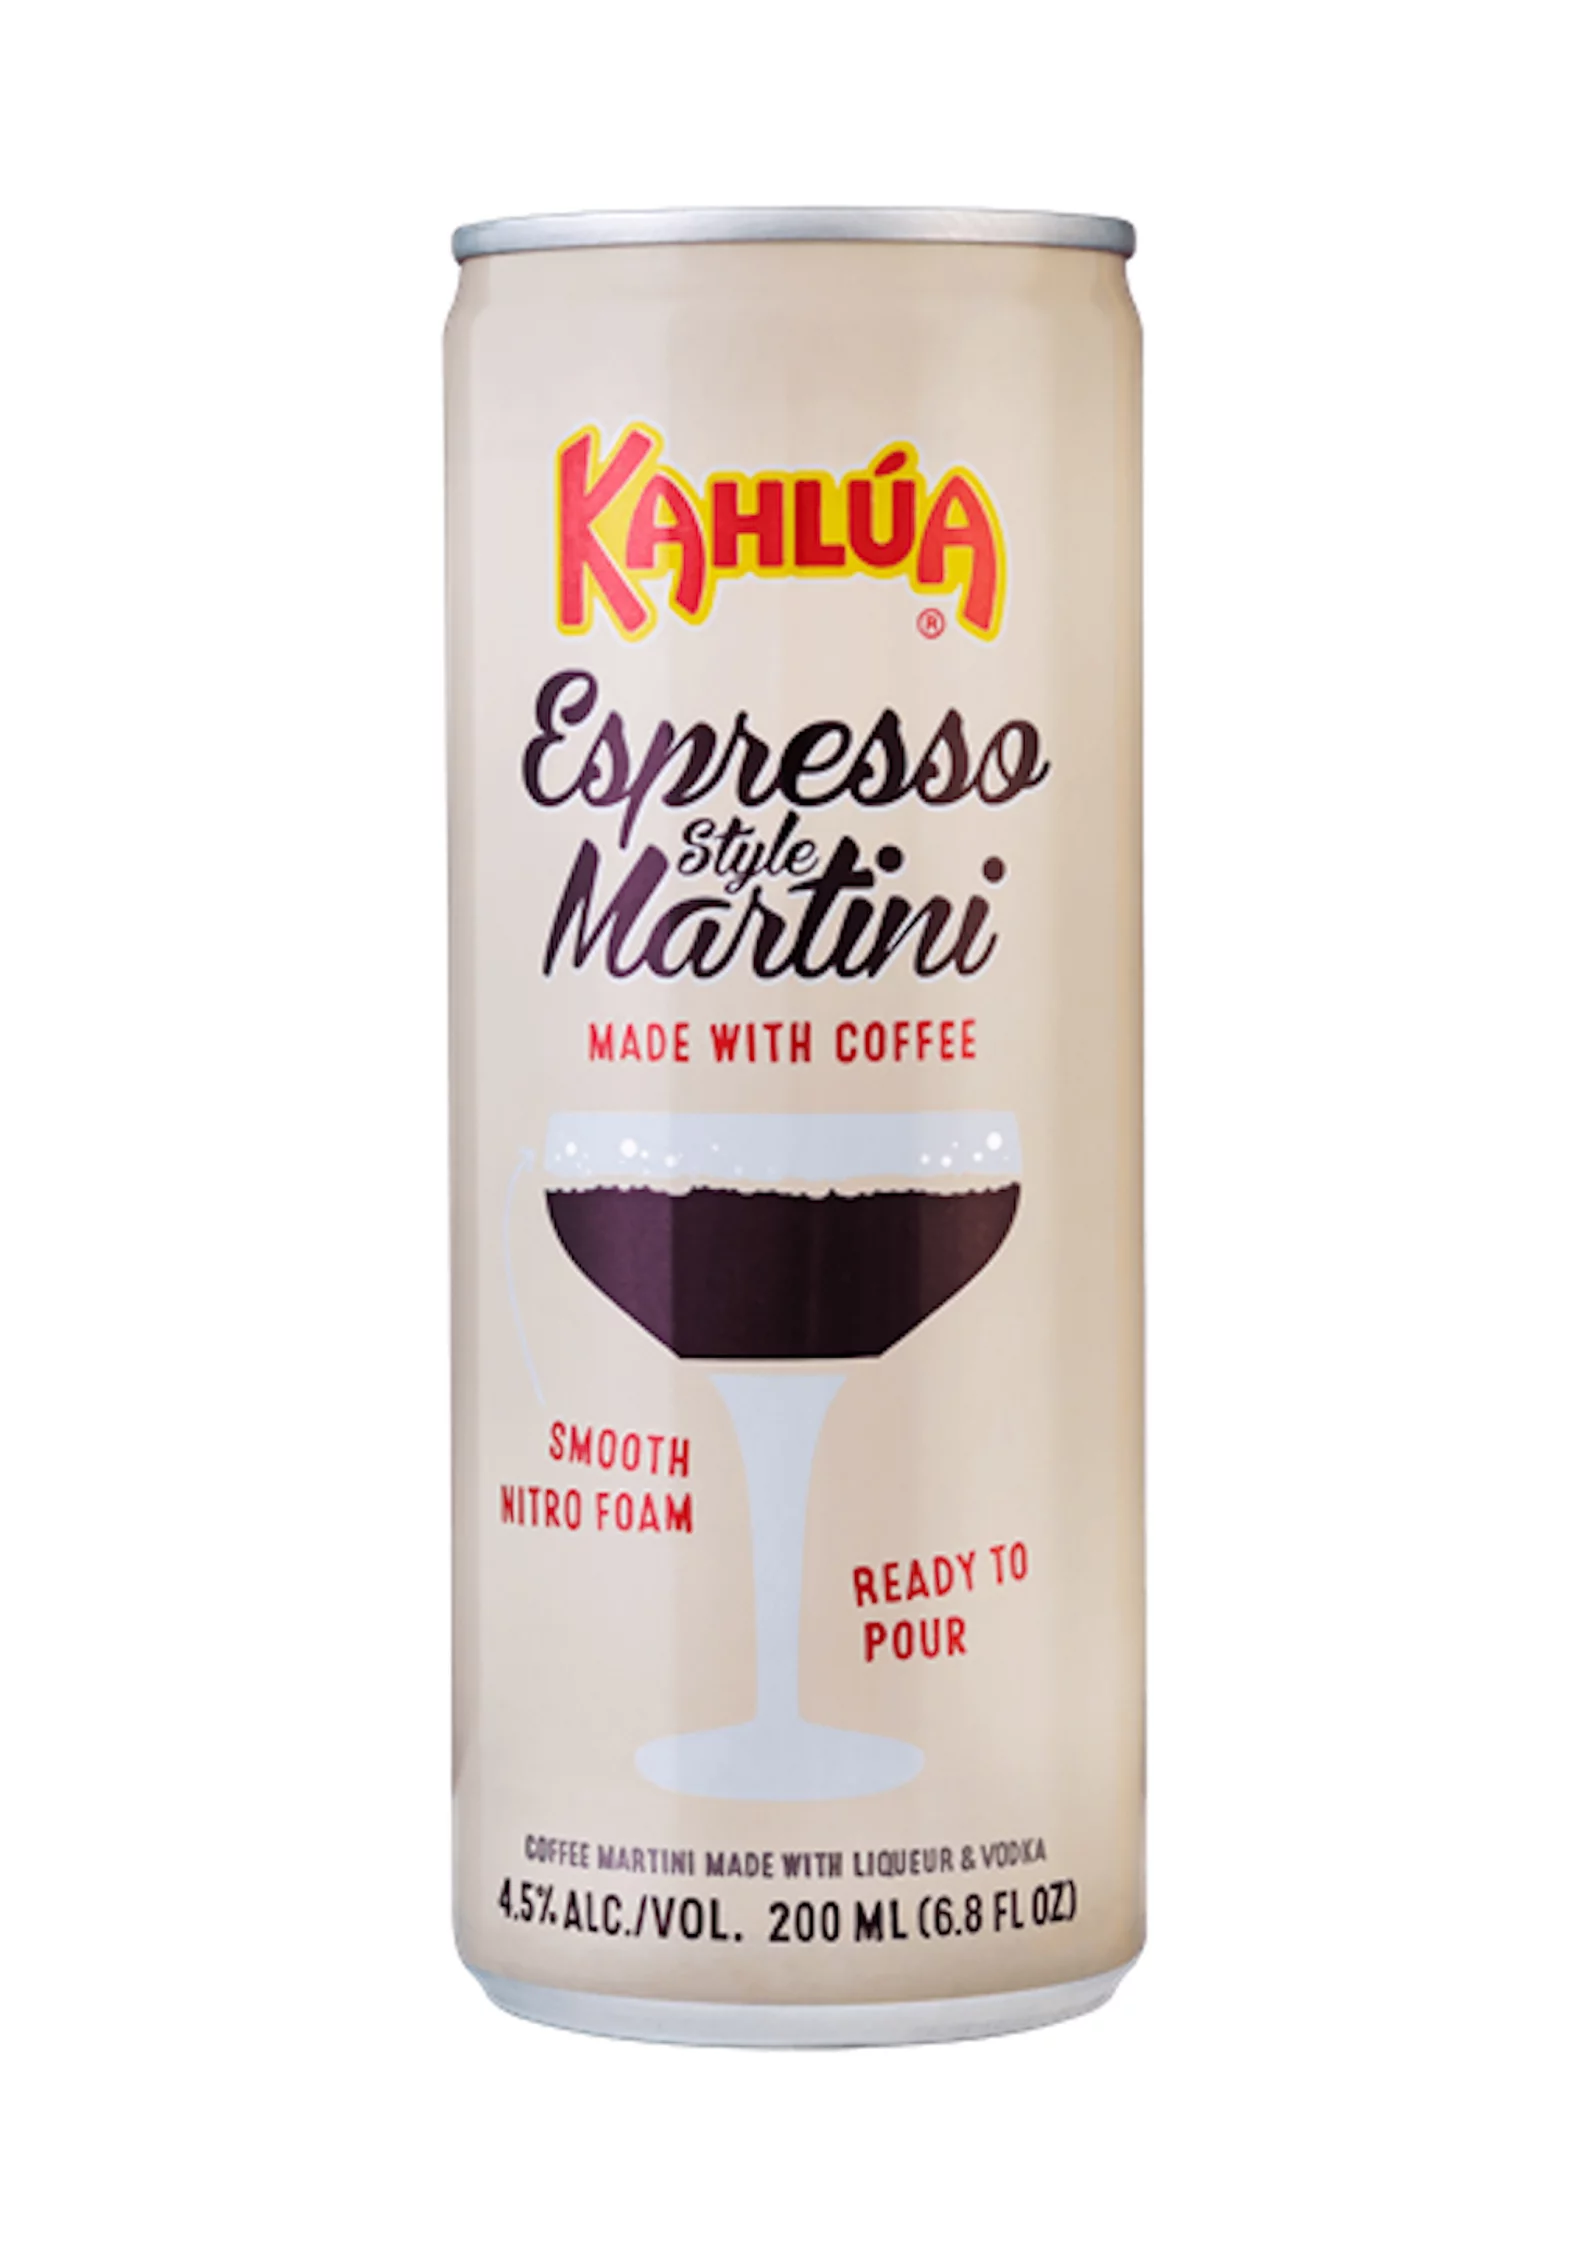 KAHLÚA
®
Espresso
Style
Martini
MADE WITH COFFEE
SMOOTH
NITRO FOAM
READY TO
POUR
COFFEE MARTINI MADE WITH LIQUEUR & VODKA
4.5% ALC./VOL. 200 ML (6.8 FL OZ)